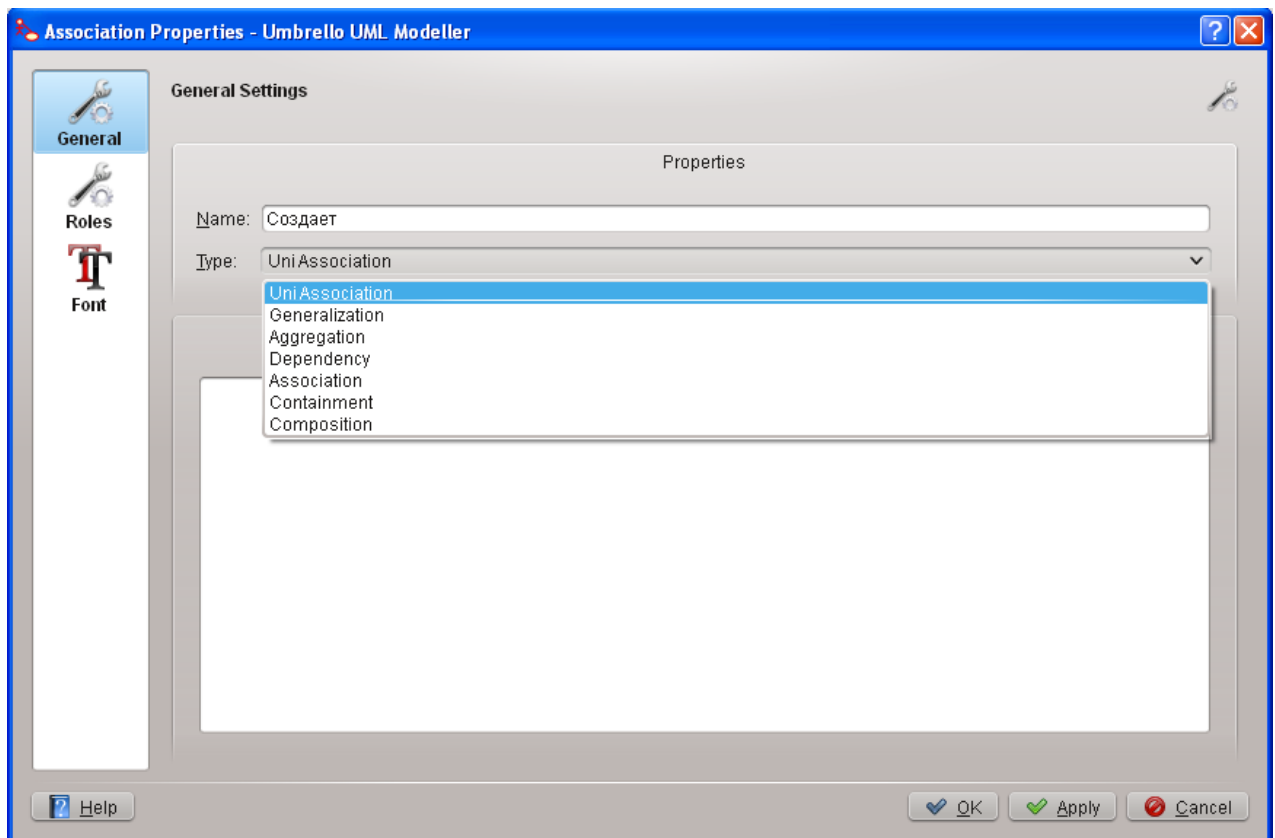 Association Properties - Umbrello UML Modeller
General Settings
General
Properties
Roles
Name: Создает
Type: Uni Association
Font
Uni Association
Generalization
Aggregation
Dependency
Association
Containment
Composition
Help
OK
Apply
Cancel